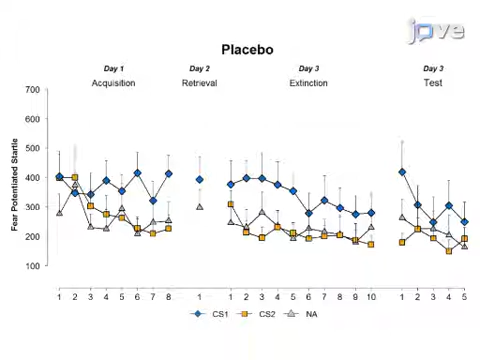 jove
Placebo
Day 1 Day 2 Day 3 Day 3
Acquisition Retrieval Extinction Test
Fear Potentiated Startle
700
600
500
400
300
200
100
1 2 3 4 5 6 7 8 1 1 2 3 4 5 6 7 8 9 10 1 2 3 4 5
CS1 CS2 NA